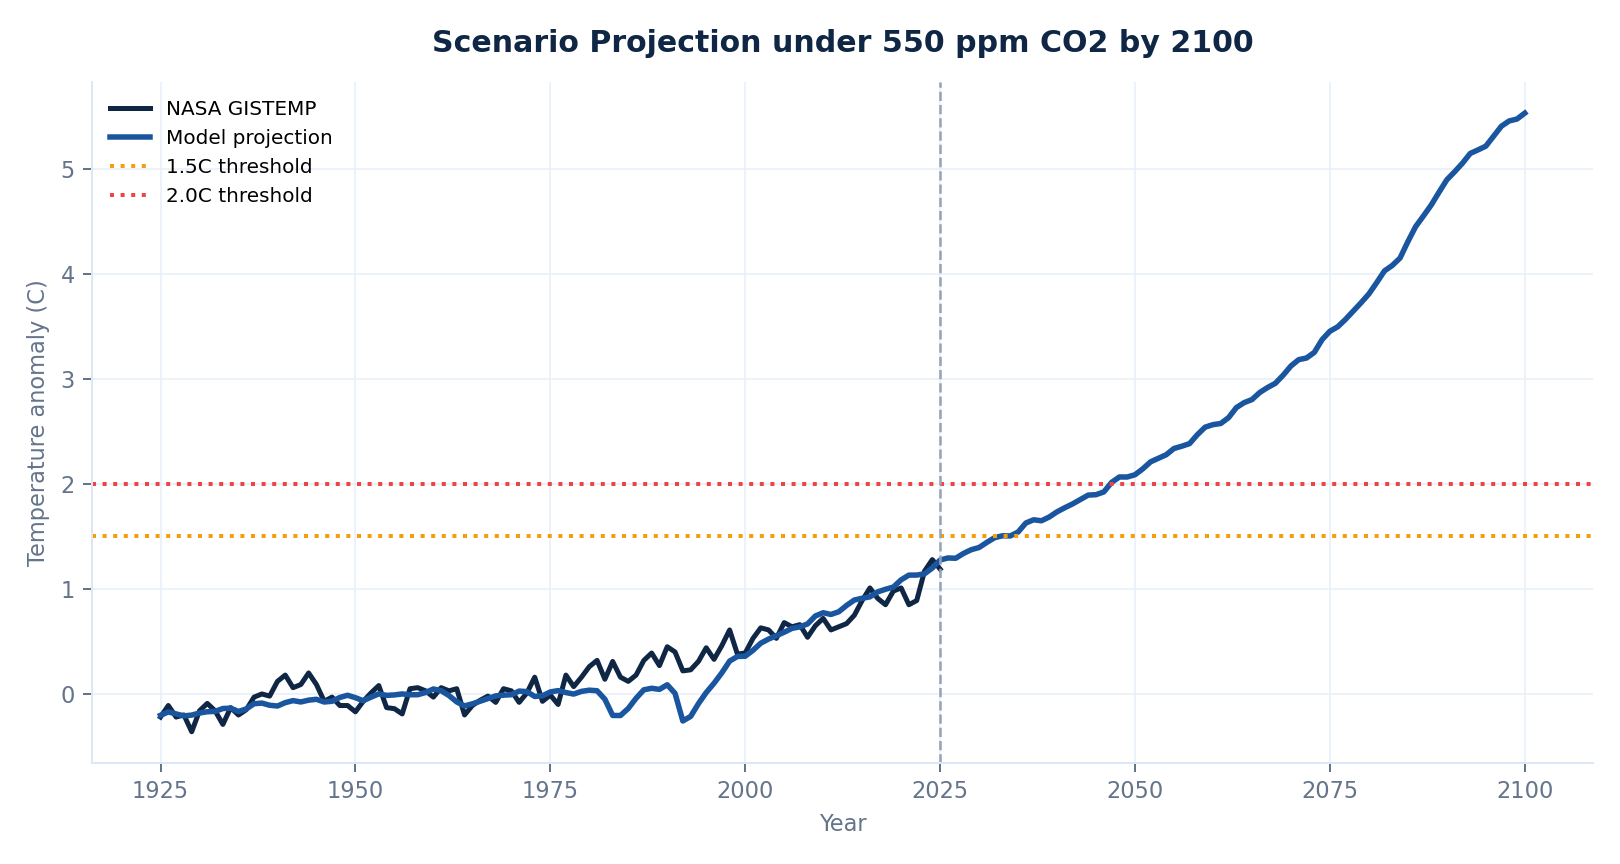 Scenario Projection under 550 ppm CO2 by 2100
NASA GISTEMP
Model projection
1.5C threshold
2.0C threshold
Temperature anomaly (C)
5
4
3
2
1
0
1925 1950 1975 2000 2025 2050 2075 2100
Year